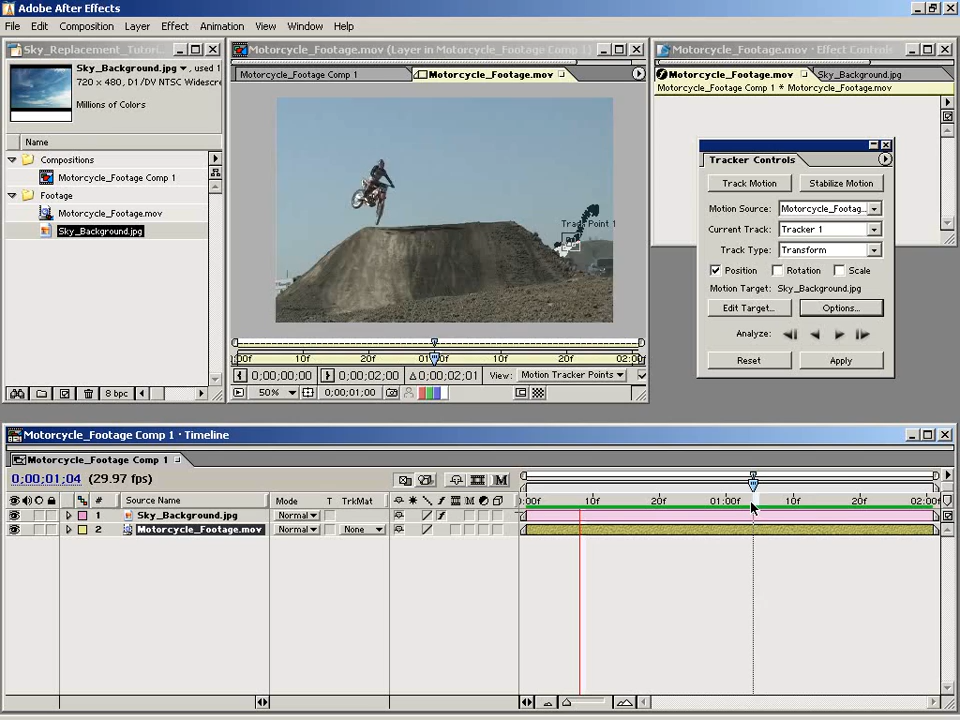 Adobe After Effects
File Edit Composition Layer Effect Animation View Window Help
Sky_Replacement_Tutori
Sky_Background.jpg , used 1
720 x 480, D1/DV NTSC Widescre
Millions of Colors
Name
Compositions
Motorcycle_Footage Comp 1
Footage
Motorcycle_Footage.mov
Sky_Background.jpg
8 bpc
Motorcycle_Footage.mov (Layer in Motorcycle_Footage Comp 1)
Motorcycle_Footage Comp 1 Motorcycle_Footage.mov
Track Point 1
:00f 10f 20f 01:00f 10f 20f 02:00f
0;00;00;00 0;00;02;00 Δ0;00;02;01 View: Motion Tracker Points
50% 0;00;01;00
Motorcycle_Footage.mov · Effect Controls
Motorcycle_Footage.mov Sky_Background.jpg
Motorcycle_Footage Comp 1 * Motorcycle_Footage.mov
Tracker Controls
Track Motion Stabilize Motion
Motion Source: Motorcycle_Footag...
Current Track: Tracker 1
Track Type: Transform
Position Rotation Scale
Motion Target: Sky_Background.jpg
Edit Target... Options...
Analyze:
Reset Apply
Motorcycle_Footage Comp 1 · Timeline
Motorcycle_Footage Comp 1
0;00;01;04 (29.97 fps)
# Source Name Mode T TrkMat
:00f 10f 20f 01:00f 10f 20f 02:00
1 Sky_Background.jpg Normal
2 Motorcycle_Footage.mov Normal None